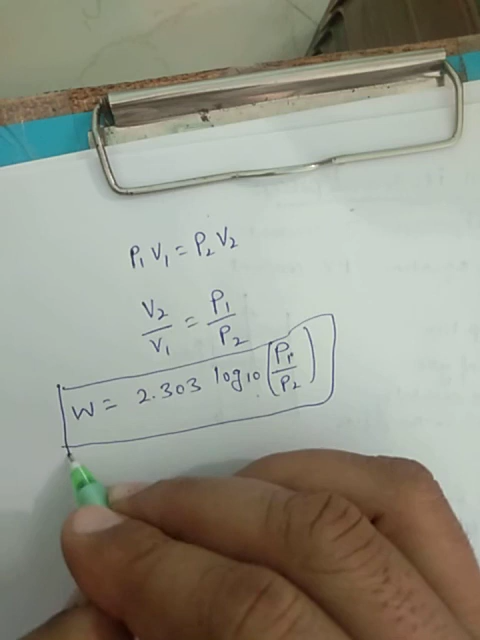 P₁ V₁ = P₂ V₂
V₂/V₁ = P₁/P₂
W = 2.303 log₁₀ (P₁/P₂)